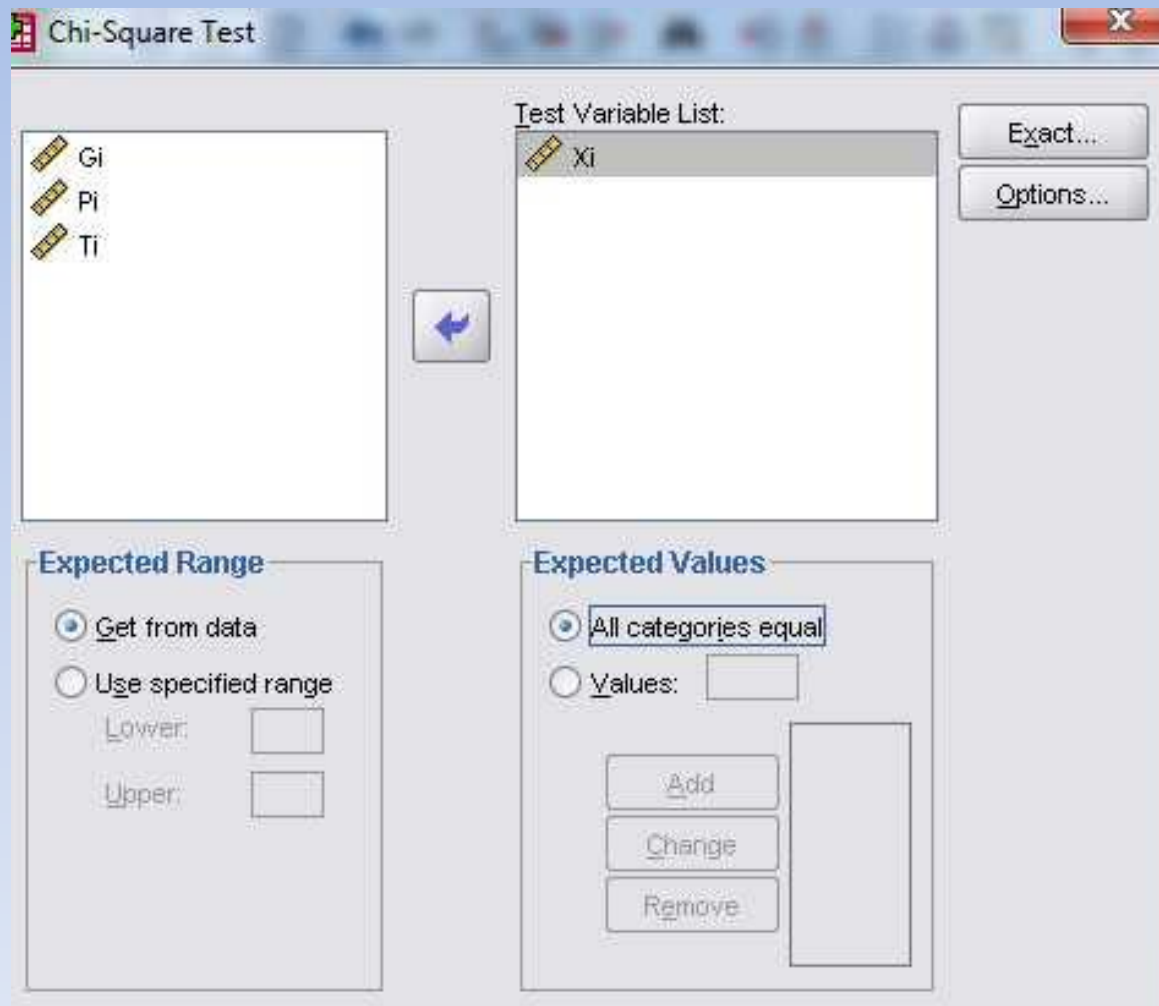 Chi-Square Test
X
Test Variable List:
Gi
Pi
Ti
Xi
Exact...
Options...
Expected Range
Get from data
Use specified range
Lower:
Upper:
Expected Values
All categories equal
Values:
Add
Change
Remove